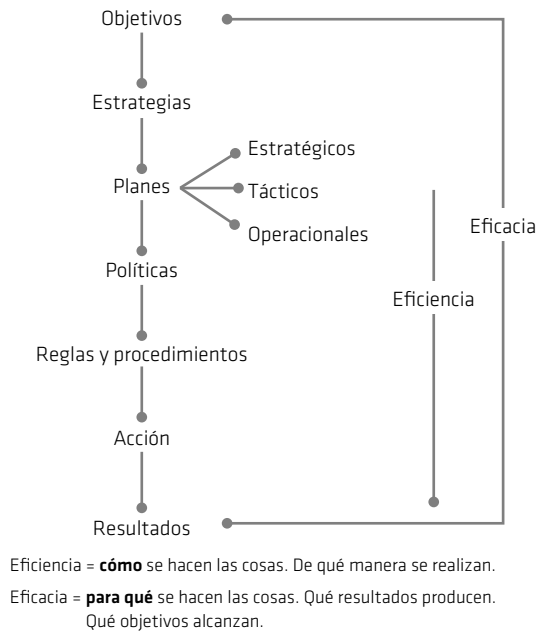 Objetivos
Estrategias
Estratégicos
Planes
Tácticos
Operacionales
Eficacia
Políticas
Eficiencia
Reglas y procedimientos
Acción
Resultados
Eficiencia = cómo se hacen las cosas. De qué manera se realizan.
Eficacia = para qué se hacen las cosas. Qué resultados producen.
Qué objetivos alcanzan.